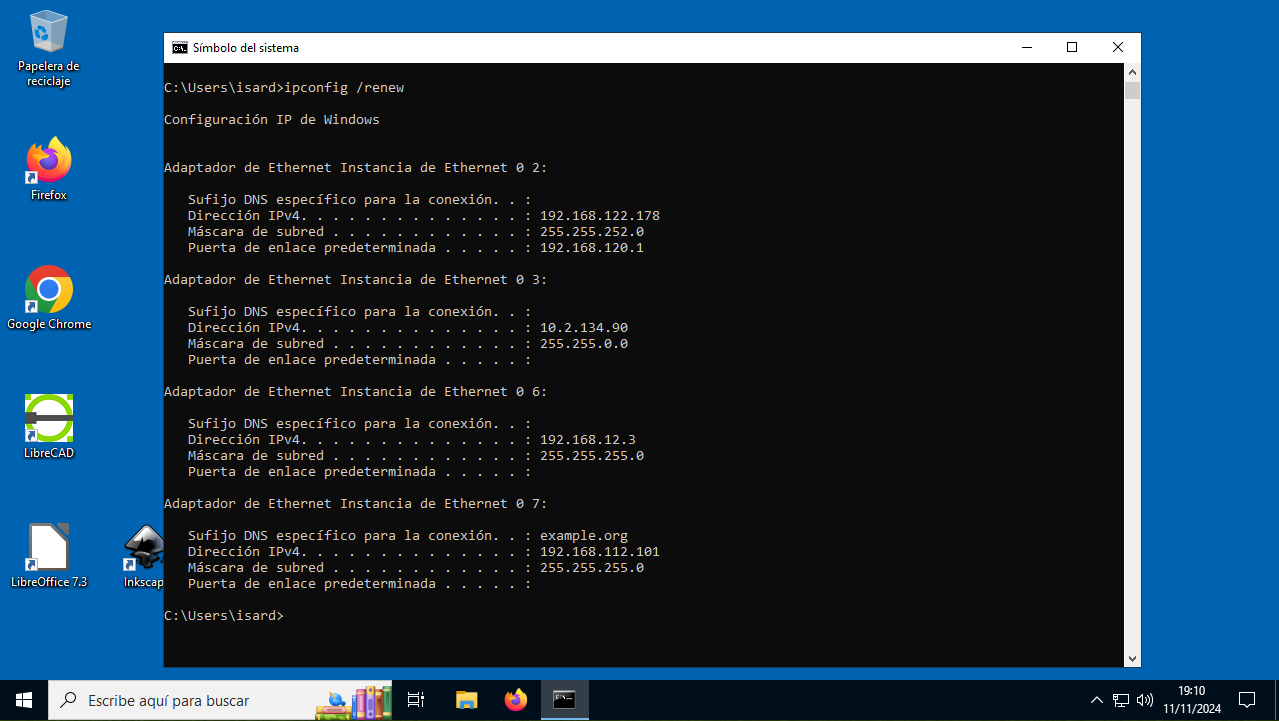 Papelera de
reciclaje
Firefox
Google Chrome
LibreCAD
LibreOffice 7.3
Inkscap
Símbolo del sistema
C:\Users\isard>ipconfig /renew
Configuración IP de Windows
Adaptador de Ethernet Instancia de Ethernet 0 2:
Sufijo DNS específico para la conexión. . :
Dirección IPv4. . . . . . . . . . . . . . : 192.168.122.178
Máscara de subred . . . . . . . . . . . . : 255.255.252.0
Puerta de enlace predeterminada . . . . . : 192.168.120.1
Adaptador de Ethernet Instancia de Ethernet 0 3:
Sufijo DNS específico para la conexión. . :
Dirección IPv4. . . . . . . . . . . . . . : 10.2.134.90
Máscara de subred . . . . . . . . . . . . : 255.255.0.0
Puerta de enlace predeterminada . . . . . :
Adaptador de Ethernet Instancia de Ethernet 0 6:
Sufijo DNS específico para la conexión. . :
Dirección IPv4. . . . . . . . . . . . . . : 192.168.12.3
Máscara de subred . . . . . . . . . . . . : 255.255.255.0
Puerta de enlace predeterminada . . . . . :
Adaptador de Ethernet Instancia de Ethernet 0 7:
Sufijo DNS específico para la conexión. . : example.org
Dirección IPv4. . . . . . . . . . . . . . : 192.168.112.101
Máscara de subred . . . . . . . . . . . . : 255.255.255.0
Puerta de enlace predeterminada . . . . . :
C:\Users\isard>
Escribe aquí para buscar
19:10
11/11/2024